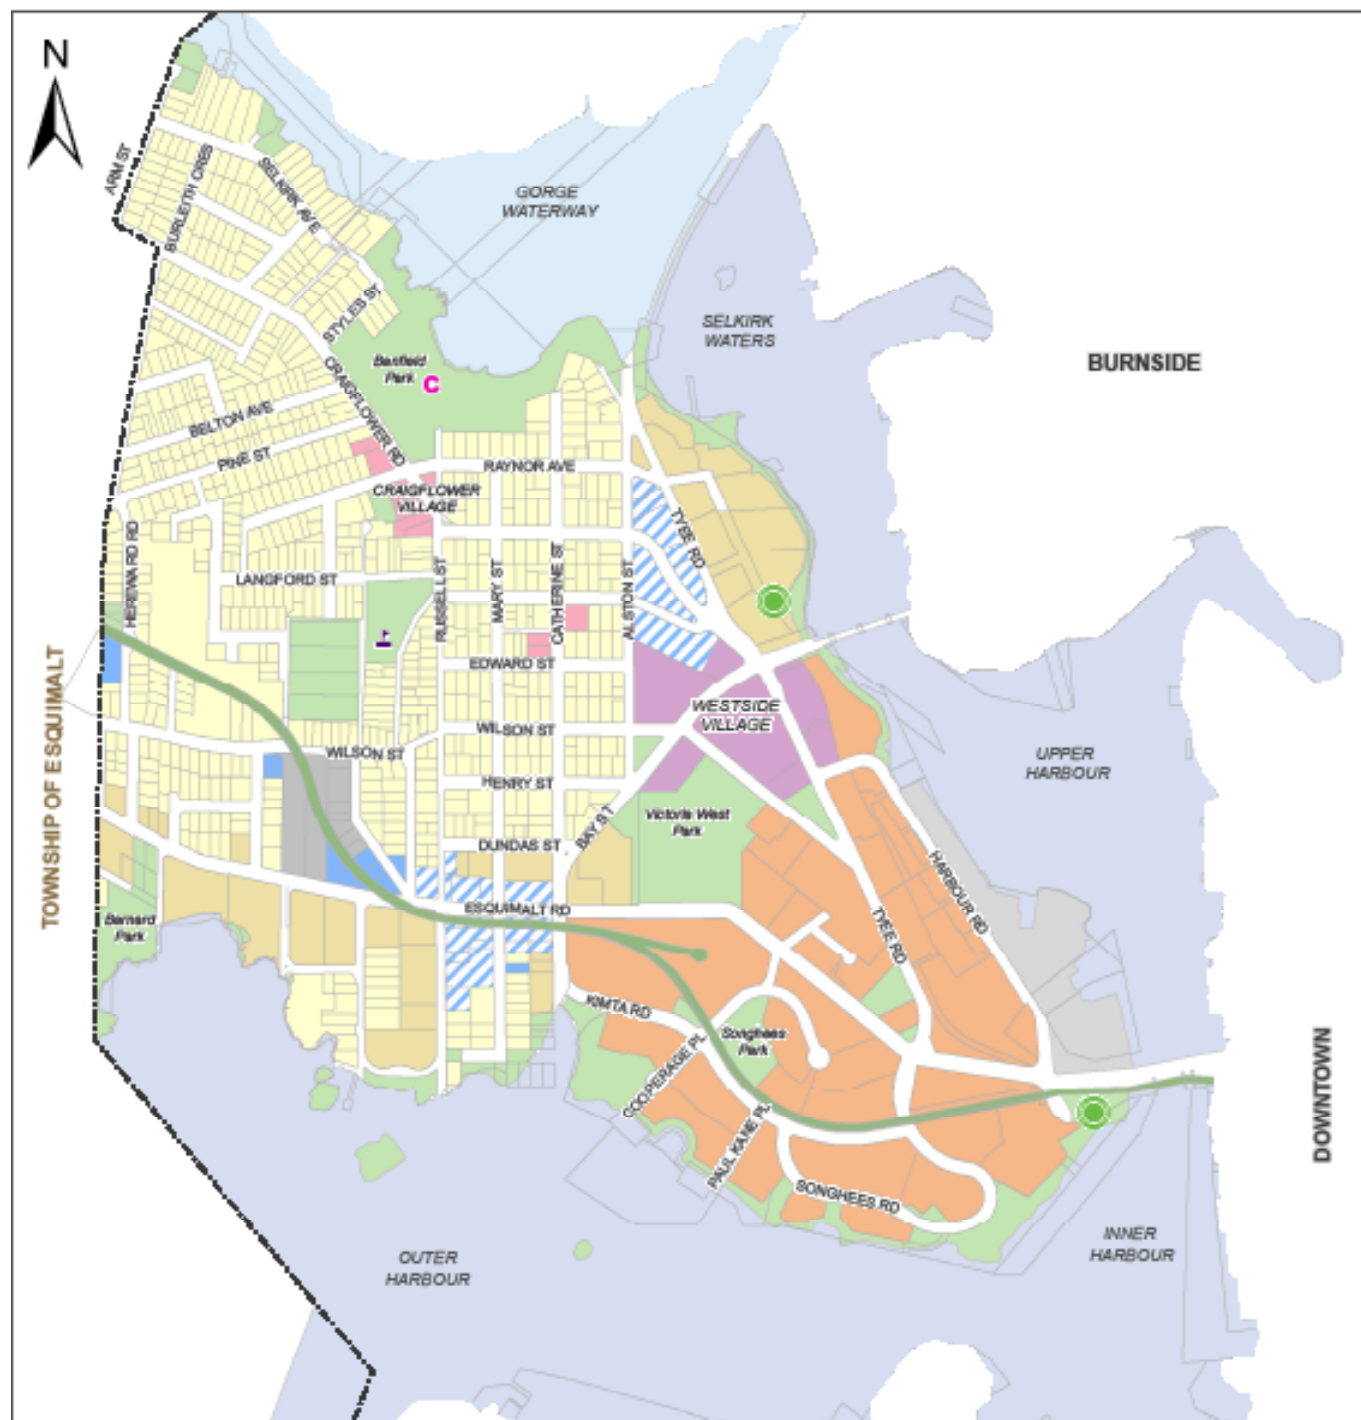 N
ARM ST
BURLEITH CRES
SELKIRK AVE
GORGE
WATERWAY
STYLES ST
SELKIRK
WATERS
Banfield
Park
C
BURNSIDE
CRAIGFLOWER RD
BELTON AVE
PINE ST
RAYNOR AVE
CRAIGFLOWER
VILLAGE
TYEE RD
HEREWARD RD
LANGFORD ST
RUSSELL ST
MARY ST
CATHERINE ST
ALSTON ST
EDWARD ST
TOWNSHIP OF ESQUIMALT
WESTSIDE
VILLAGE
WILSON ST
WILSON ST
UPPER
HARBOUR
HENRY ST
Victoria West
Park
BAY ST
DUNDAS ST
HARBOUR RD
Barnard
Park
ESQUIMALT RD
TYEE RD
KIMTA RD
Songhees
Park
COOPERAGE PL
PAUL KANE PL
DOWNTOWN
SONGHEES RD
OUTER
HARBOUR
INNER
HARBOUR